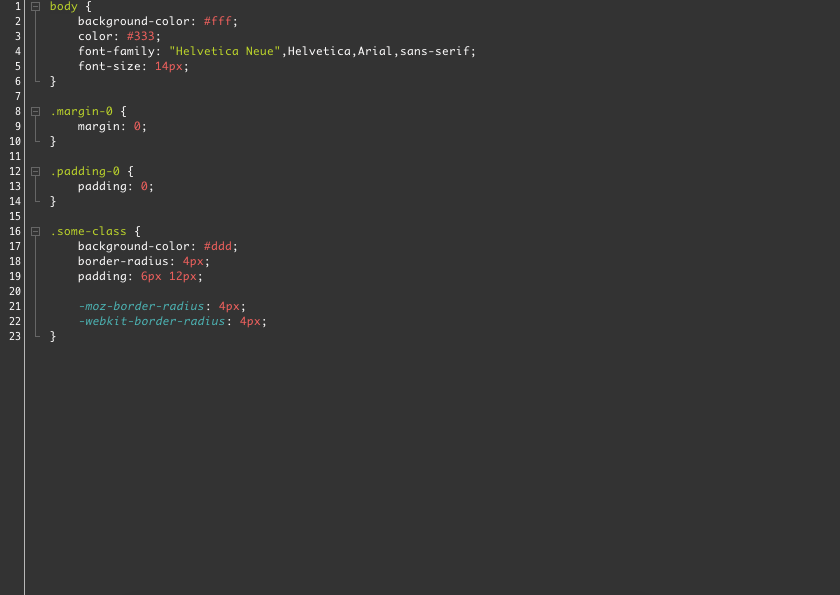 1 body {
2     background-color: #fff;
3     color: #333;
4     font-family: "Helvetica Neue",Helvetica,Arial,sans-serif;
5     font-size: 14px;
6 }
7
8 .margin-0 {
9     margin: 0;
10 }
11
12 .padding-0 {
13     padding: 0;
14 }
15
16 .some-class {
17     background-color: #ddd;
18     border-radius: 4px;
19     padding: 6px 12px;
20
21     -moz-border-radius: 4px;
22     -webkit-border-radius: 4px;
23 }